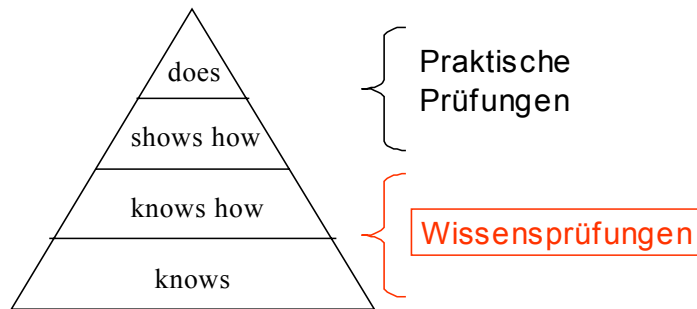 does
shows how
knows how
knows
Praktische
Prüfungen
Wissensprüfungen